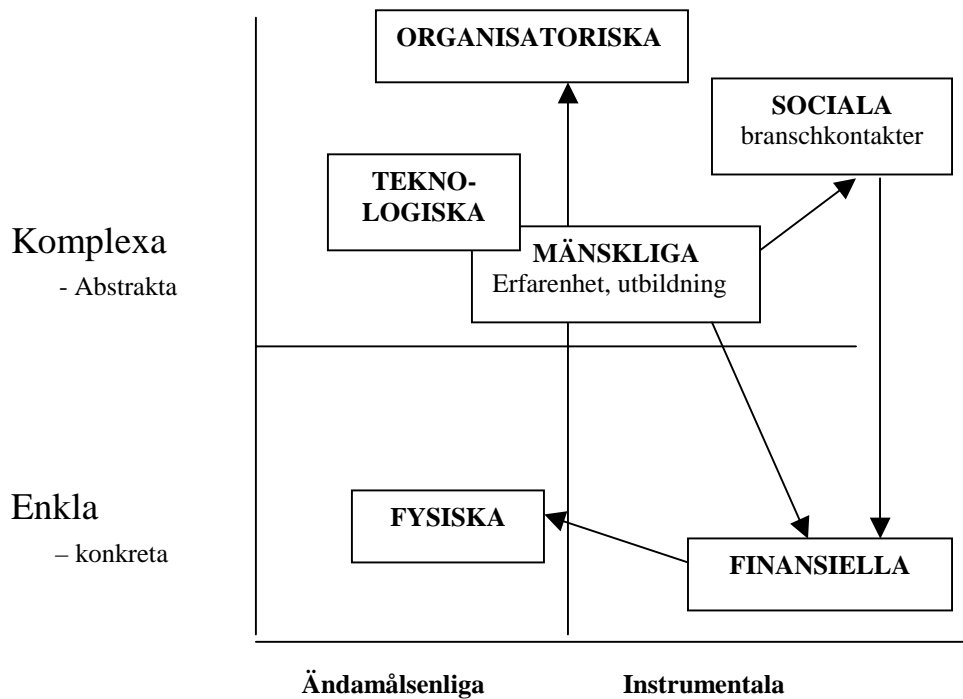 ORGANISATORISKA
SOCIALA
branschkontakter
TEKNO-
LOGISKA
MÄNSKLIGA
Erfarenhet, utbildning
Komplexa
- Abstrakta
Enkla
– konkreta
FYSISKA
FINANSIELLA
Ändamålsenliga
Instrumentala